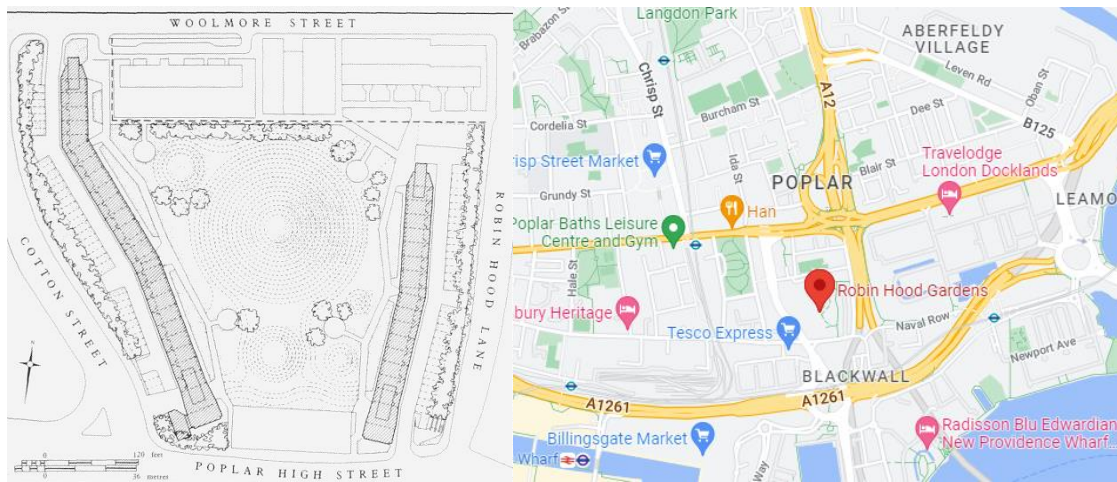 WOOLMORE STREET
COTTON STREET
ROBIN HOOD LANE
0 120 feet
0 36 metres
POPLAR HIGH STREET
Langdon Park
Brabazon St
Chrisp St
ABERFELDY
VILLAGE
Leven Rd
Oban St
A12
Burcham St
Dee St
Cordelia St
B125
risp Street Market
Ida St
Blair St
Travelodge
London Docklands
Grundy St
POPLAR
Han
LEAMO
Poplar Baths Leisure
Centre and Gym
Hale St
Robin Hood Gardens
bury Heritage
Tesco Express
Naval Row
Newport Ave
BLACKWALL
A1261
A1261
Billingsgate Market
Radisson Blu Edwardian
New Providence Wharf...
Wharf
Way